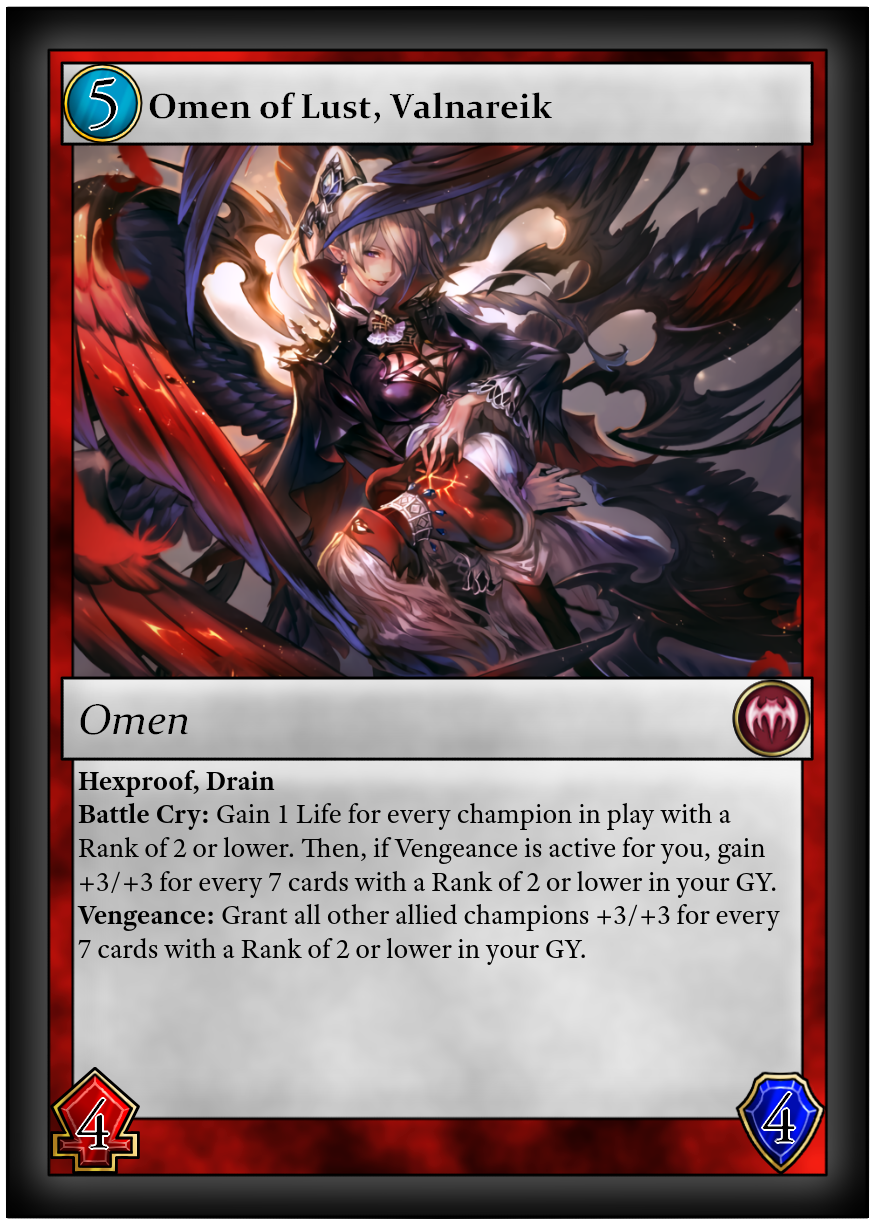 5
Omen of Lust, Valnareik
Omen
Hexproof, Drain
Battle Cry: Gain 1 Life for every champion in play with a
Rank of 2 or lower. Then, if Vengeance is active for you, gain
+3/+3 for every 7 cards with a Rank of 2 or lower in your GY.
Vengeance: Grant all other allied champions +3/+3 for every
7 cards with a Rank of 2 or lower in your GY.
4
4